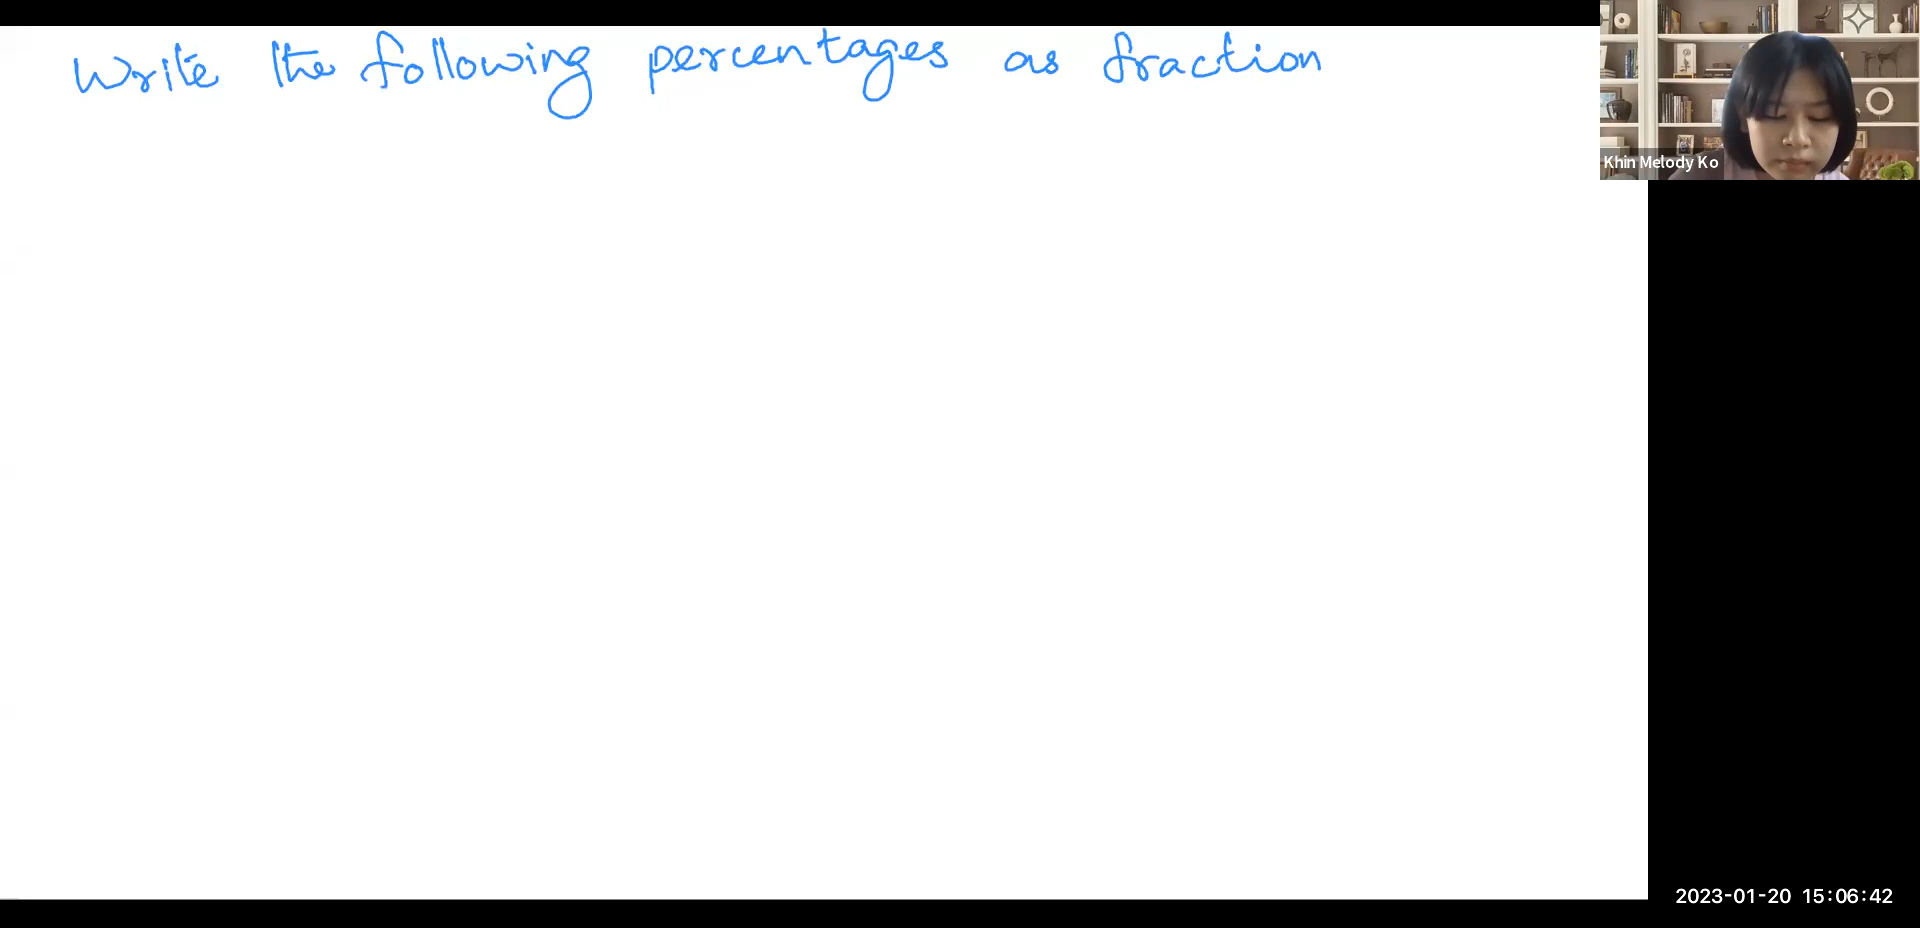 Write the following percentages as fraction
Khin Melody Ko
2023-01-20 15:06:42